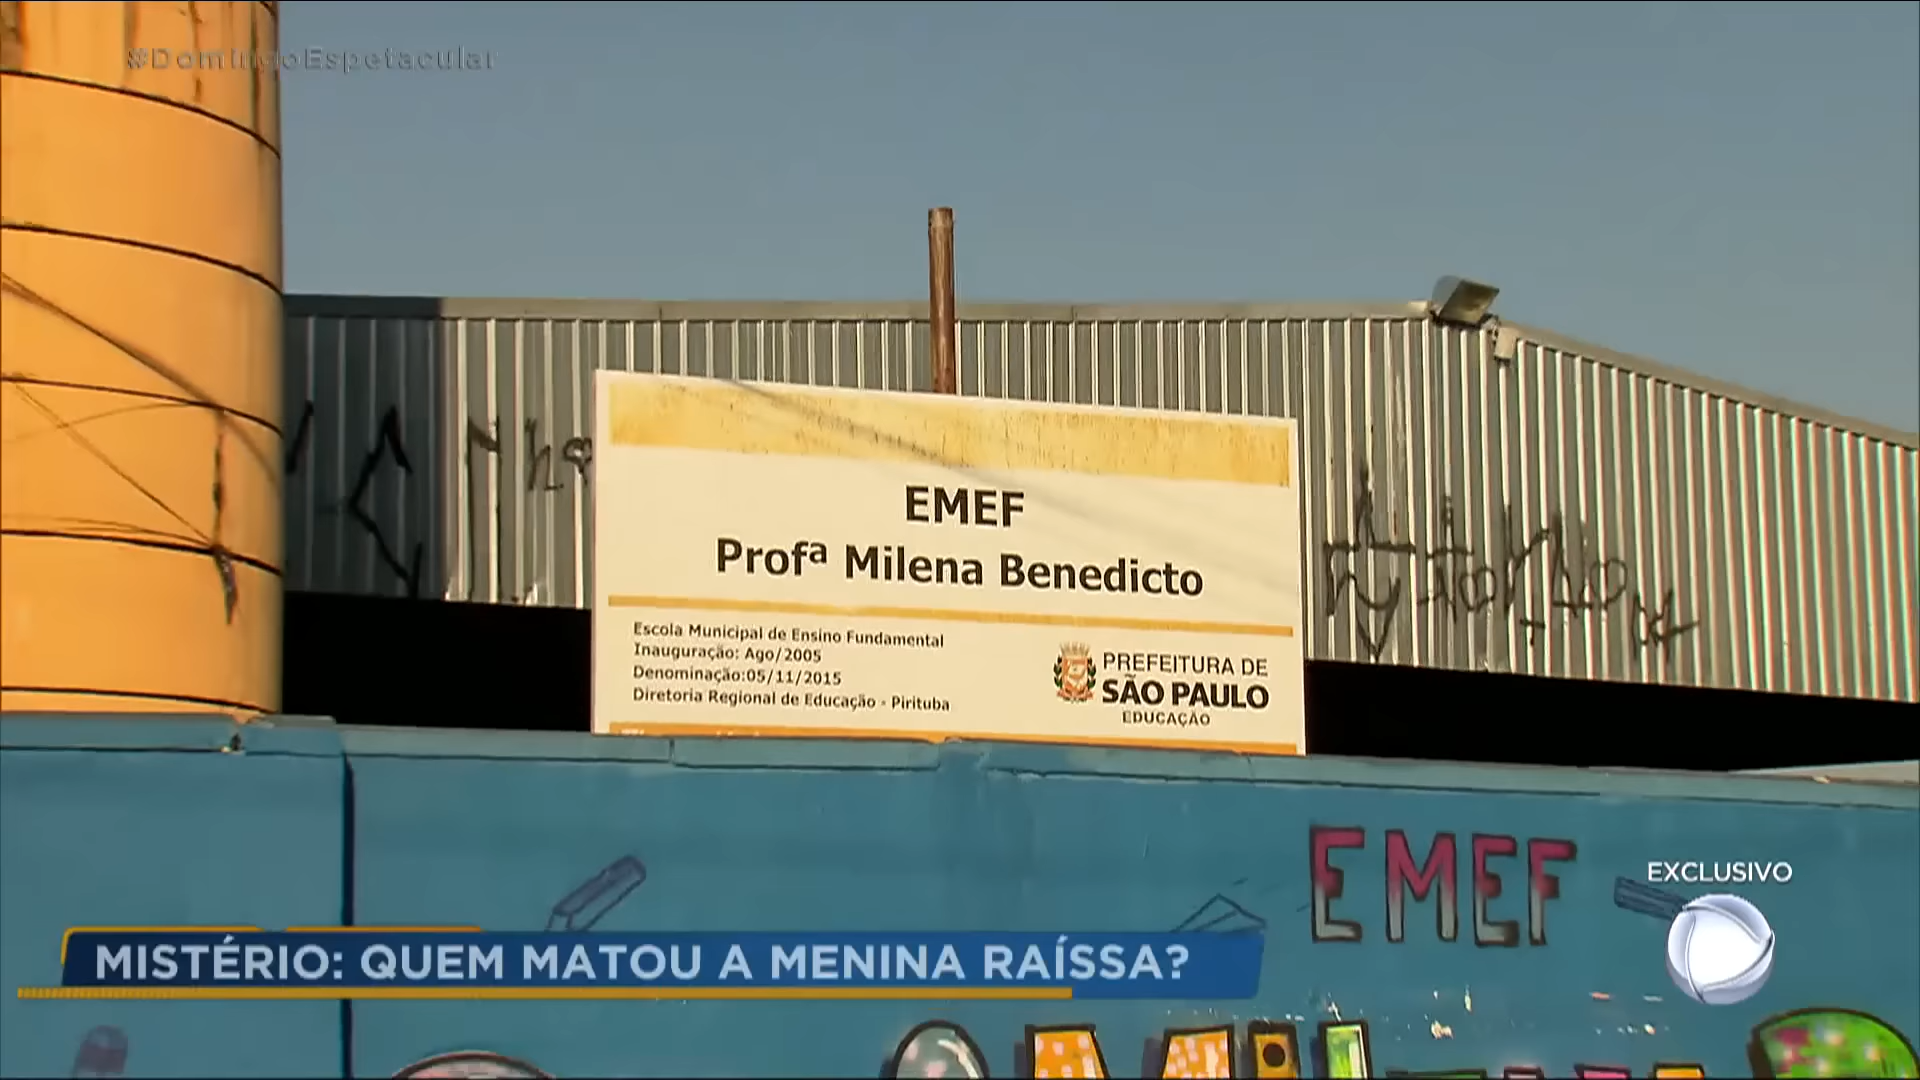 #DomingoEspetacular
EMEF
Profª Milena Benedicto
Escola Municipal de Ensino Fundamental
Inauguração: Ago/2005
Denominação:05/11/2015
Diretoria Regional de Educação - Pirituba
PREFEITURA DE
SÃO PAULO
EDUCAÇÃO
EMEF
EXCLUSIVO
MISTÉRIO: QUEM MATOU A MENINA RAÍSSA?